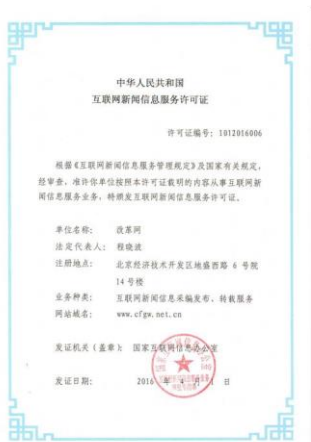 中华人民共和国
互联网新闻信息服务许可证
许可证编号：1012016006
根据《互联网新闻信息服务管理规定》及国家有关规定，
经审查，准许你单位按照本许可证载明的内容从事互联网新
闻信息服务业务，特颁发互联网新闻信息服务许可证。
单位名称： 改革网
法定代表人： 程晓波
注册地点： 北京经济技术开发区地盛西路 6 号院
14 号楼
业务种类： 互联网新闻信息采编发布、转载服务
网站域名： www.cfgw.net.cn
发证机关（盖章）： 国家互联网信息办公室
发证日期： 2016 年 月 日